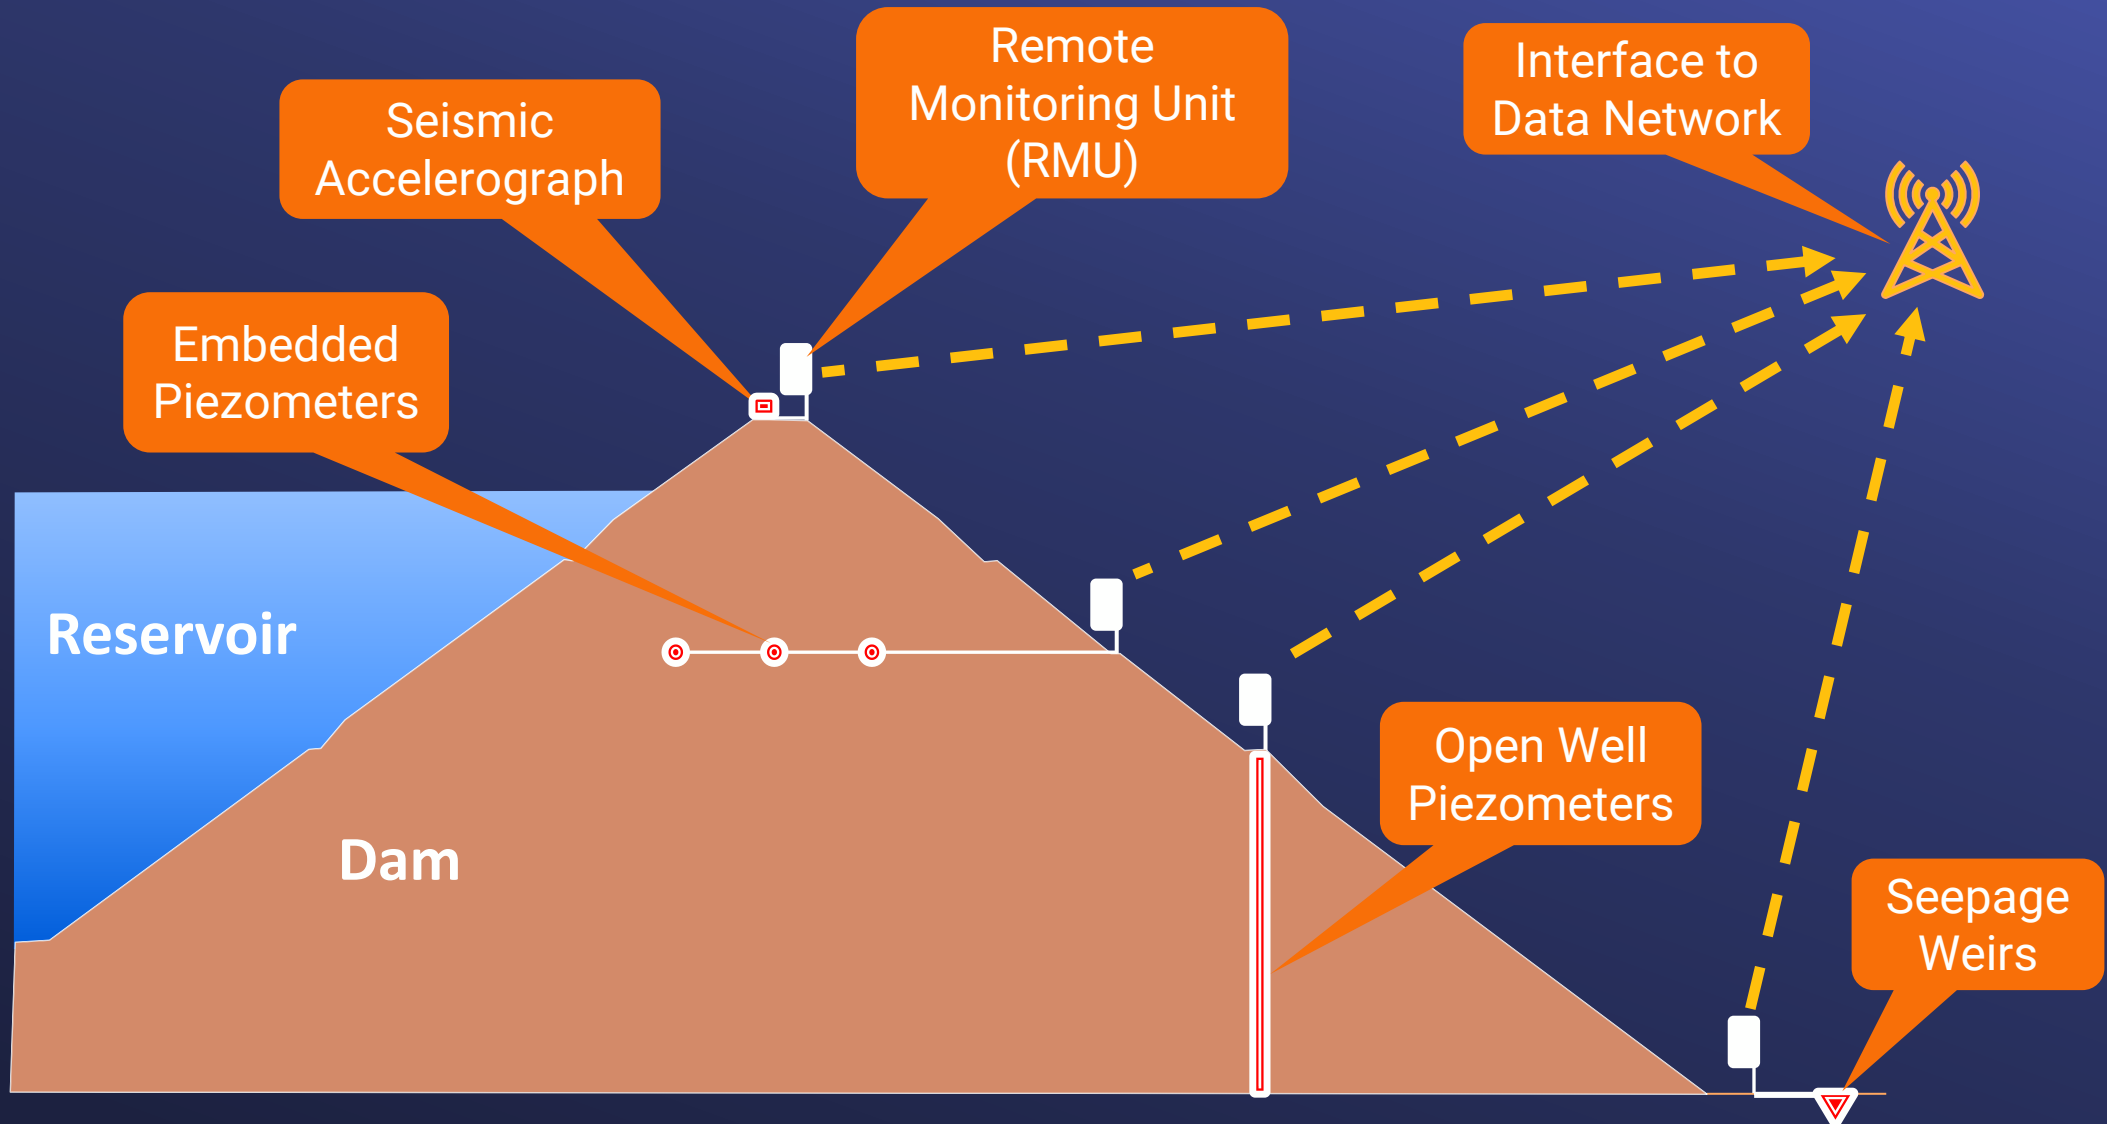 Remote
Monitoring Unit
(RMU)
Interface to
Data Network
Seismic
Accelerograph
Embedded
Piezometers
Reservoir
Dam
Open Well
Piezometers
Seepage
Weirs